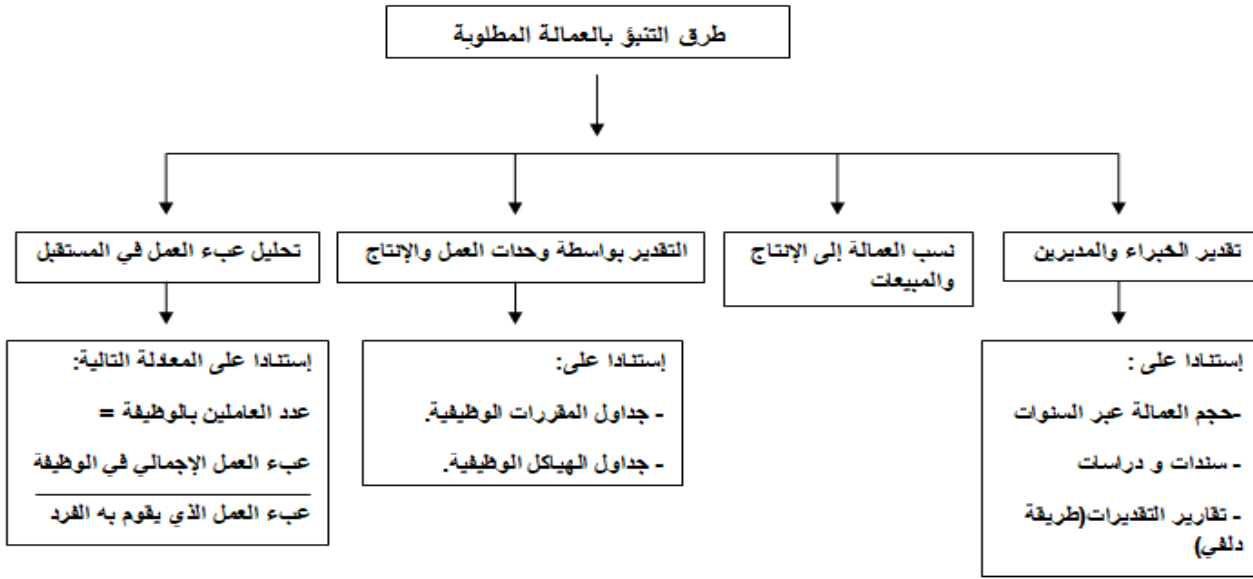 طرق التنبؤ بالعمالة المطلوبة
تقدير الخبراء والمديرين
نسب العمالة إلى الإنتاج
والمبيعات
التقدير بواسطة وحدات العمل والإنتاج
تحليل عبء العمل في المستقبل
إستنادا على :
-حجم العمالة عبر السنوات
- سندات و دراسات
- تقارير التقديرات(طريقة
دلفي)
إستنادا على:
- جداول المقررات الوظيفية.
- جداول الهياكل الوظيفية.
إستنادا على المعادلة التالية:
عدد العاملين بالوظيفة =
عبء العمل الإجمالي في الوظيفة
عبء العمل الذي يقوم به الفرد